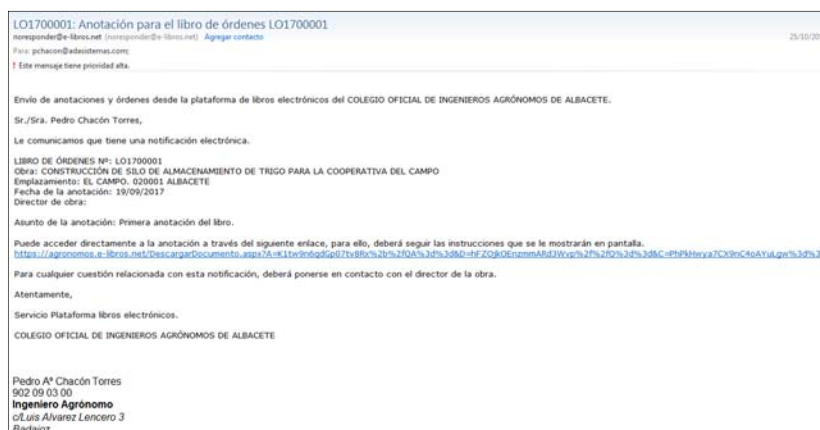 LO1700001: Anotación para el libro de órdenes LO1700001
noresponder@e-libros.net (noresponder@e-libros.net) Agregar contacto
25/10/20
Para: pchacon@adasistemas.com;
! Este mensaje tiene prioridad alta.
Envío de anotaciones y órdenes desde la plataforma de libros electrónicos del COLEGIO OFICIAL DE INGENIEROS AGRÓNOMOS DE ALBACETE.
Sr./Sra. Pedro Chacón Torres,
Le comunicamos que tiene una notificación electrónica.
LIBRO DE ÓRDENES Nº: LO1700001
Obra: CONSTRUCCIÓN DE SILO DE ALMACENAMIENTO DE TRIGO PARA LA COOPERATIVA DEL CAMPO
Emplazamiento: EL CAMPO. 020001 ALBACETE
Fecha de la anotación: 19/09/2017
Director de obra:
Asunto de la anotación: Primera anotación del libro.
Puede acceder directamente a la anotación a través del siguiente enlace, para ello, deberá seguir las instrucciones que se le mostrarán en pantalla.
Para cualquier cuestión relacionada con esta notificación, deberá ponerse en contacto con el director de la obra.
Atentamente,
Servicio Plataforma libros electrónicos.
COLEGIO OFICIAL DE INGENIEROS AGRÓNOMOS DE ALBACETE
Pedro Aº Chacón Torres
902 09 03 00
Ingeniero Agrónomo
c/Luis Alvarez Lencero 3
Badajoz